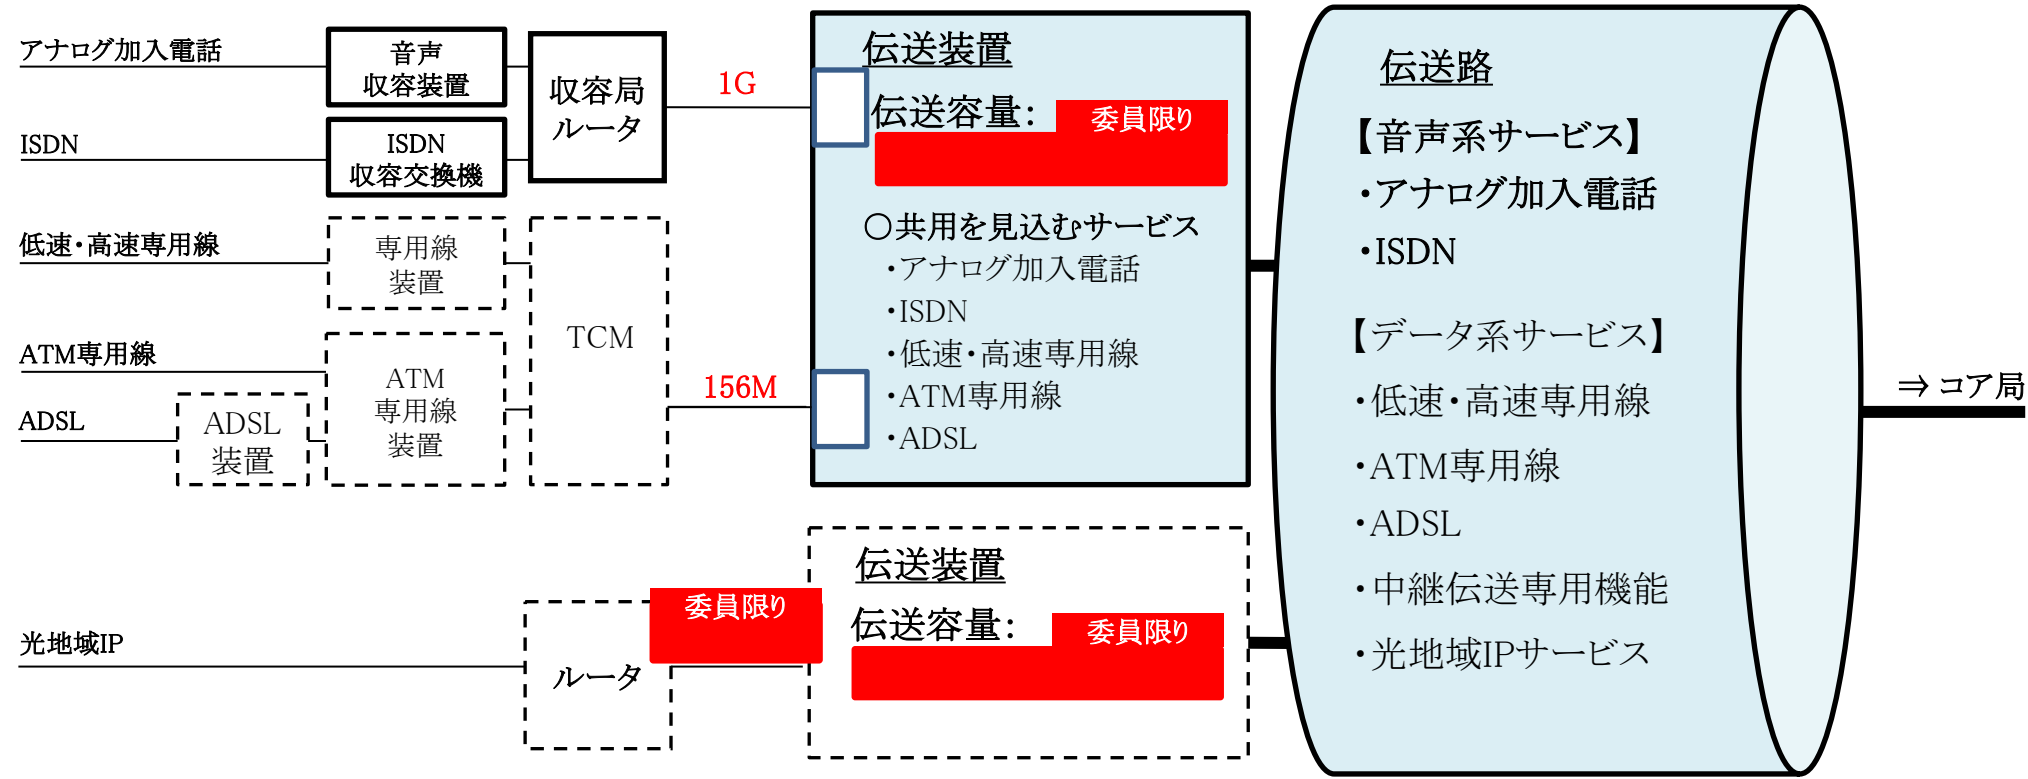 アナログ加入電話
音声
収容装置
ISDN
ISDN
収容交換機
収容局
ルータ
1G
低速・高速専用線
専用線
装置
ATM専用線
ATM
専用線
装置
ADSL
ADSL
装置
TCM
156M
伝送装置
伝送容量：
委員限り
○共用を見込むサービス
・アナログ加入電話
・ISDN
・低速・高速専用線
・ATM専用線
・ADSL
光地域IP
ルータ
委員限り
伝送装置
伝送容量：
委員限り
伝送路
【音声系サービス】
・アナログ加入電話
・ISDN
【データ系サービス】
・低速・高速専用線
・ATM専用線
・ADSL
・中継伝送専用機能
・光地域IPサービス
⇒コア局